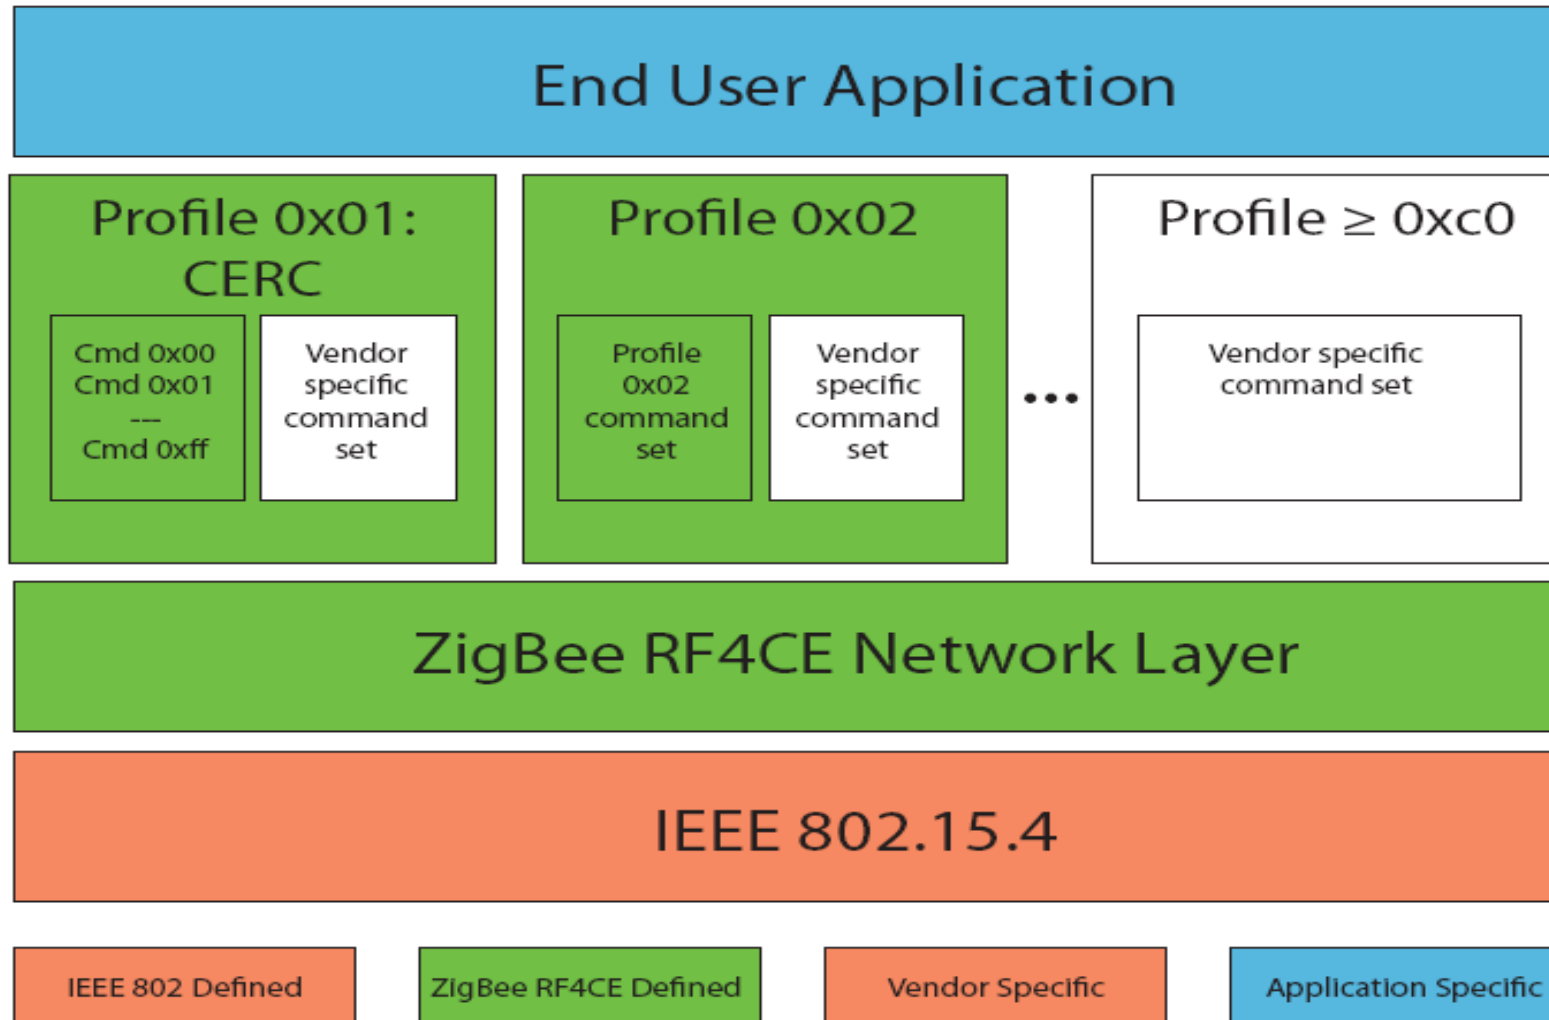 End User Application
Profile 0x01:
CERC
Cmd 0x00
Cmd 0x01
---
Cmd 0xff
Vendor
specific
command
set
Profile 0x02
Profile
0x02
command
set
Vendor
specific
command
set
•••
Profile ≥ 0xc0
Vendor specific
command set
ZigBee RF4CE Network Layer
IEEE 802.15.4
IEEE 802 Defined
ZigBee RF4CE Defined
Vendor Specific
Application Specific